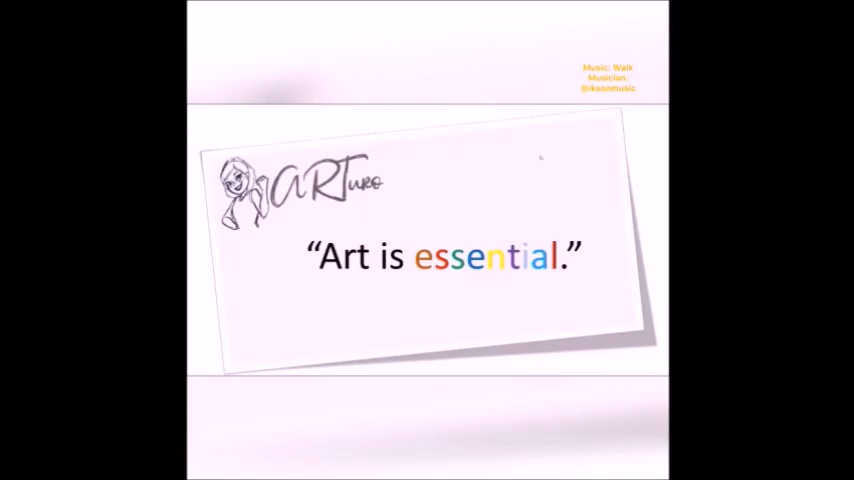 Music: Walk
Musician:
@iksonmusic
ARTuro
“Art is essential.”